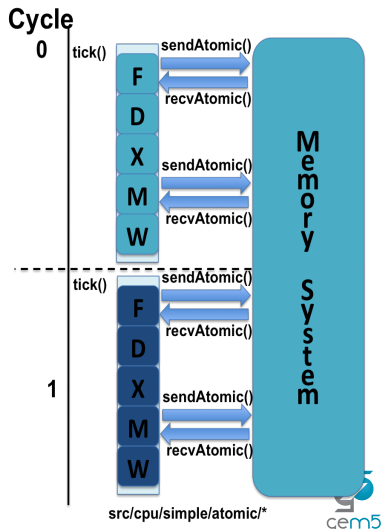 Cycle
0
tick()
sendAtomic()
F
recvAtomic()
D
X
sendAtomic()
M
recvAtomic()
W
Memory System
tick()
sendAtomic()
F
recvAtomic()
D
1
X
sendAtomic()
M
recvAtomic()
W
src/cpu/simple/atomic/*
gem5